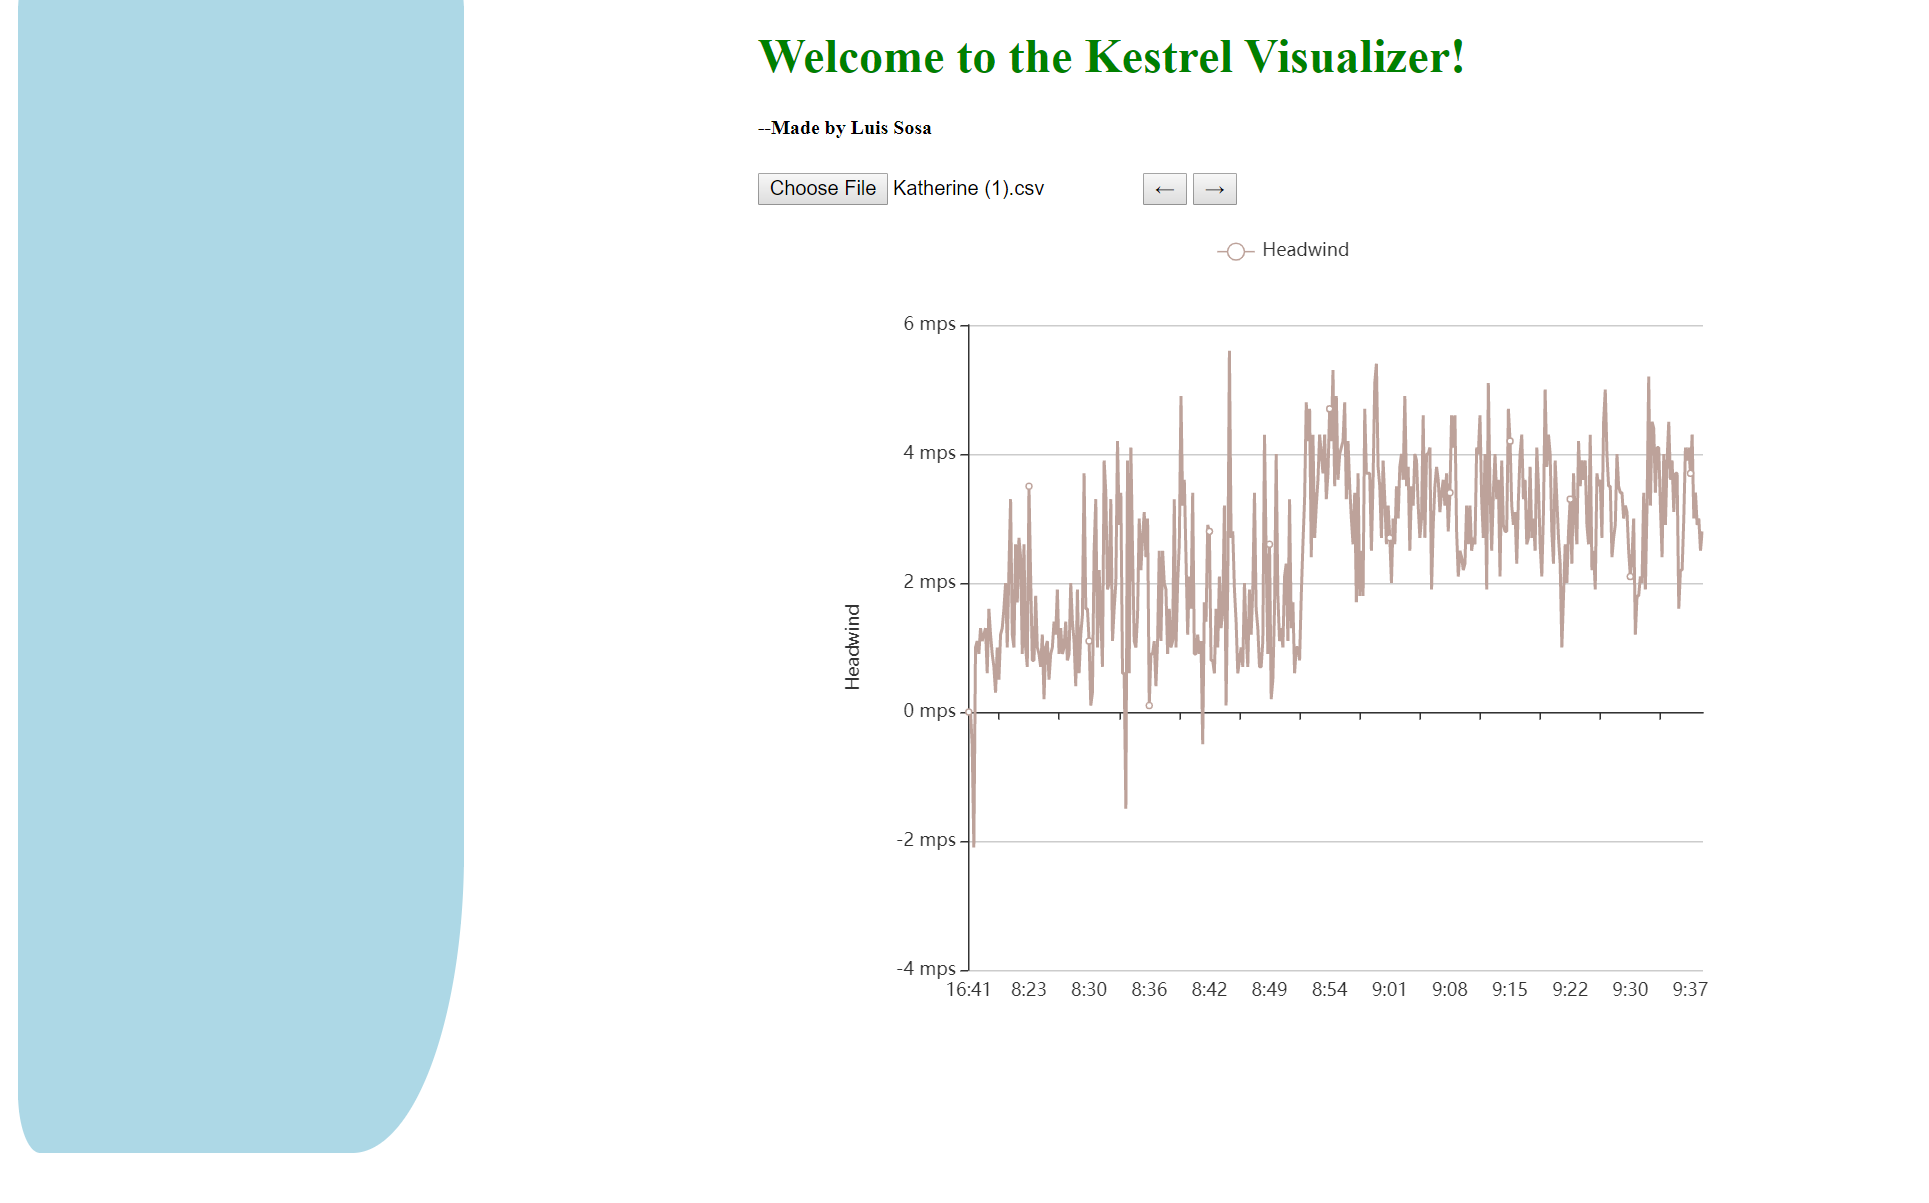 Welcome to the Kestrel Visualizer!
--Made by Luis Sosa
Choose File Katherine (1).csv ← →
Headwind
6 mps
4 mps
2 mps
0 mps
-2 mps
-4 mps
Headwind
16:41 8:23 8:30 8:36 8:42 8:49 8:54 9:01 9:08 9:15 9:22 9:30 9:37